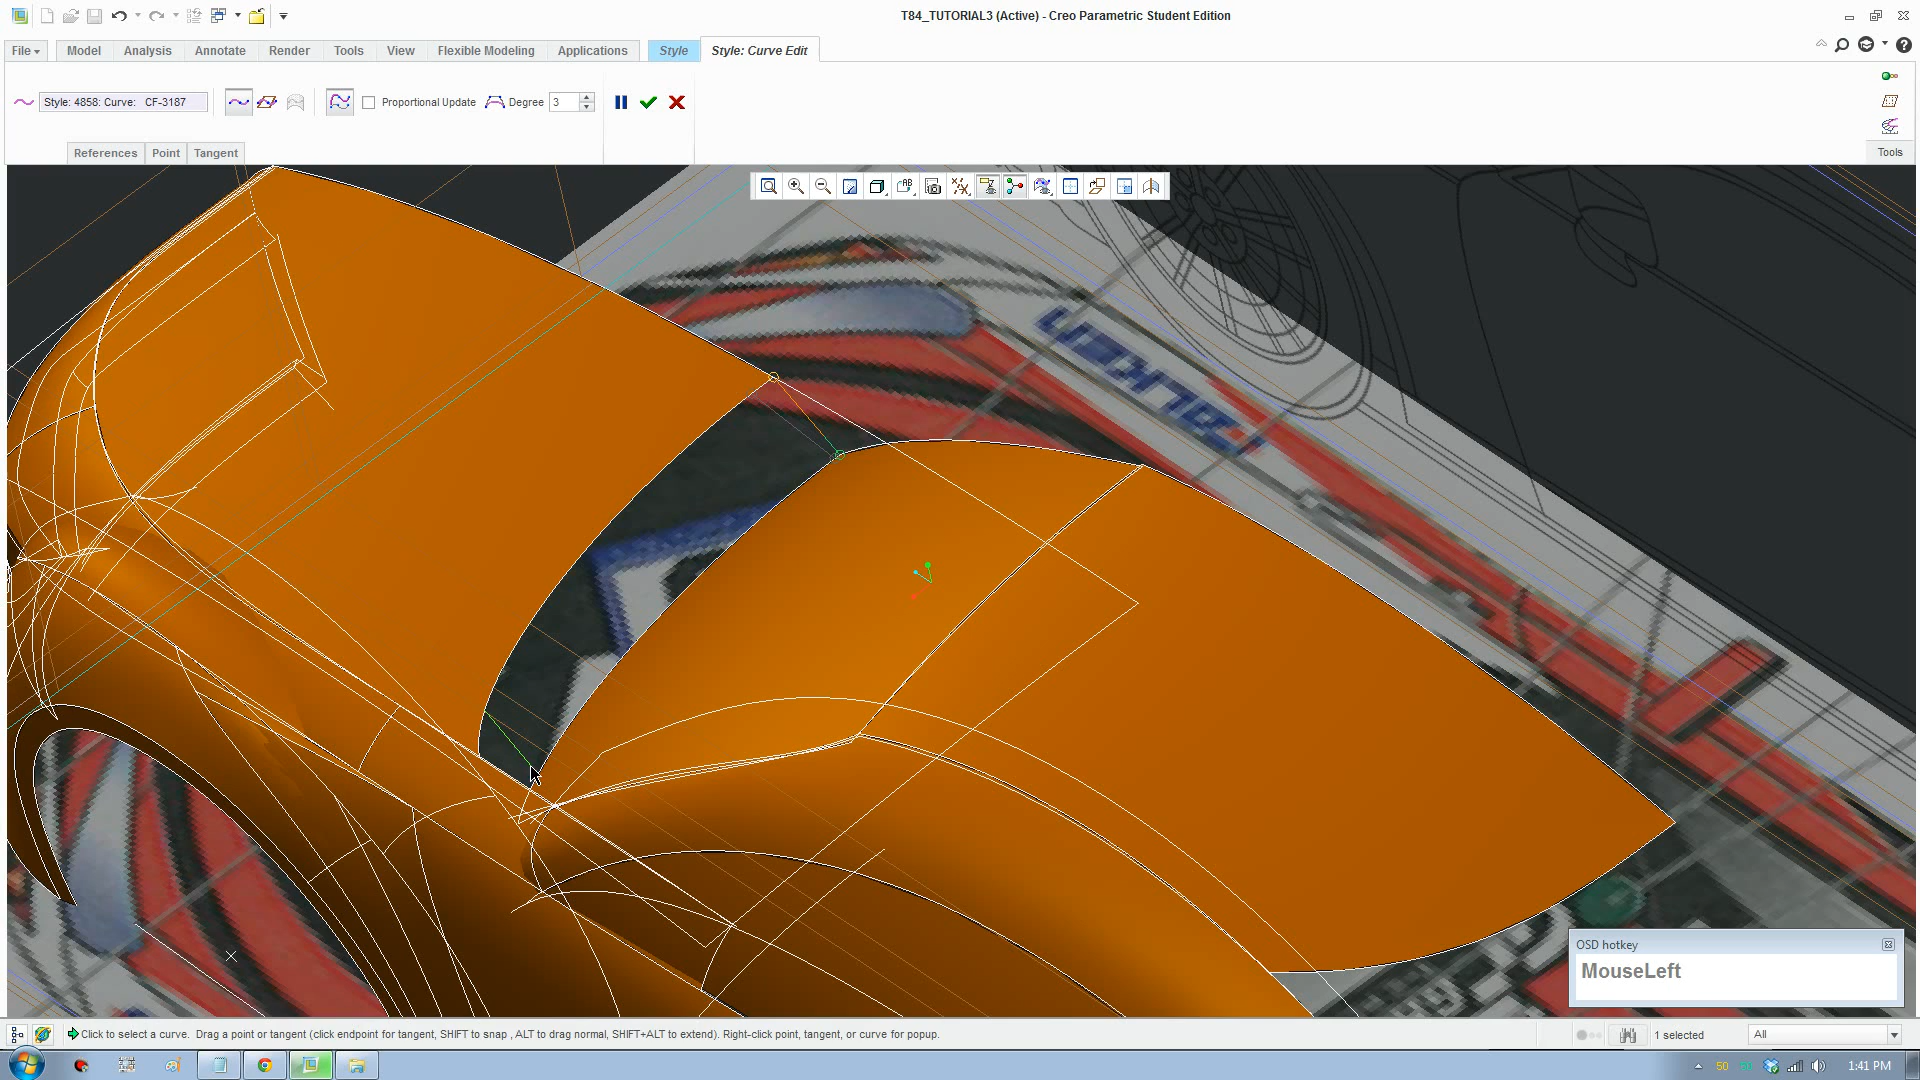 T84_TUTORIAL3 (Active) - Creo Parametric Student Edition
File Model Analysis Annotate Render Tools View Flexible Modeling Applications Style Style: Curve Edit
Style: 4858: Curve: CF-3187 Proportional Update Degree 3
References Point Tangent Tools
OSD hotkey
MouseLeft
Click to select a curve. Drag a point or tangent (click endpoint for tangent, SHIFT to snap , ALT to drag normal, SHIFT+ALT to extend). Right-click point, tangent, or curve for popup. 1 selected All
50 1:41 PM